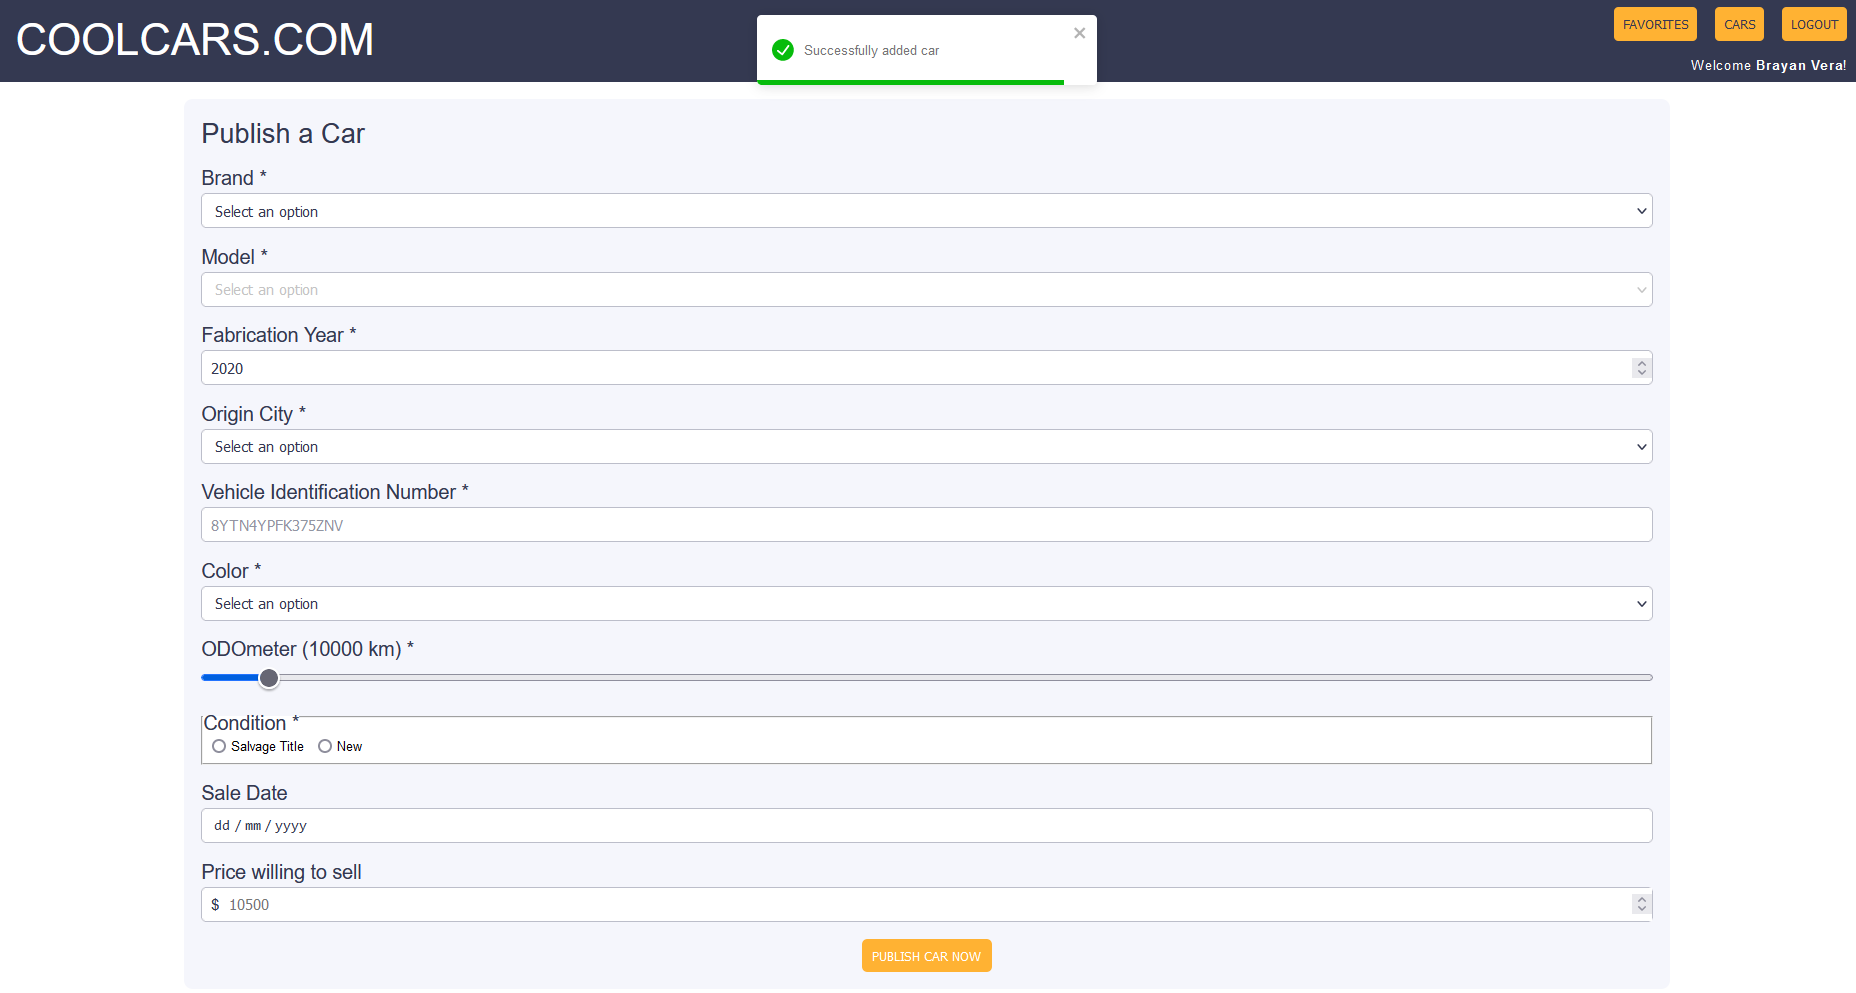 COOLCARS.COM
Successfully added car
FAVORITES CARS LOGOUT
Welcome Brayan Vera!
Publish a Car
Brand *
Select an option
Model *
Select an option
Fabrication Year *
2020
Origin City *
Select an option
Vehicle Identification Number *
8YTN4YPFK375ZNV
Color *
Select an option
ODOmeter (10000 km) *
Condition *
Salvage Title New
Sale Date
dd / mm / yyyy
Price willing to sell
$ 10500
PUBLISH CAR NOW